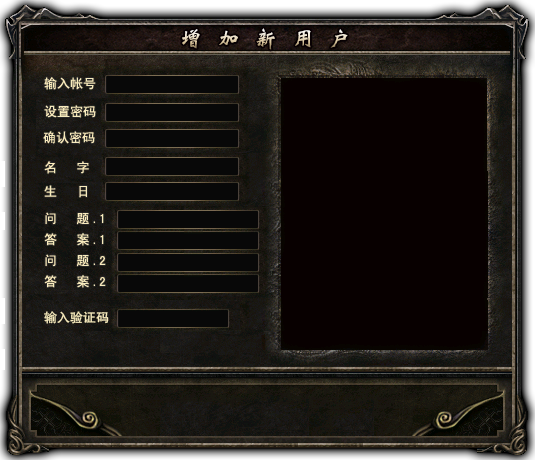 增加新用户
输入帐号
设置密码
确认密码
名 字
生 日
问 题.1
答 案.1
问 题.2
答 案.2
输入验证码